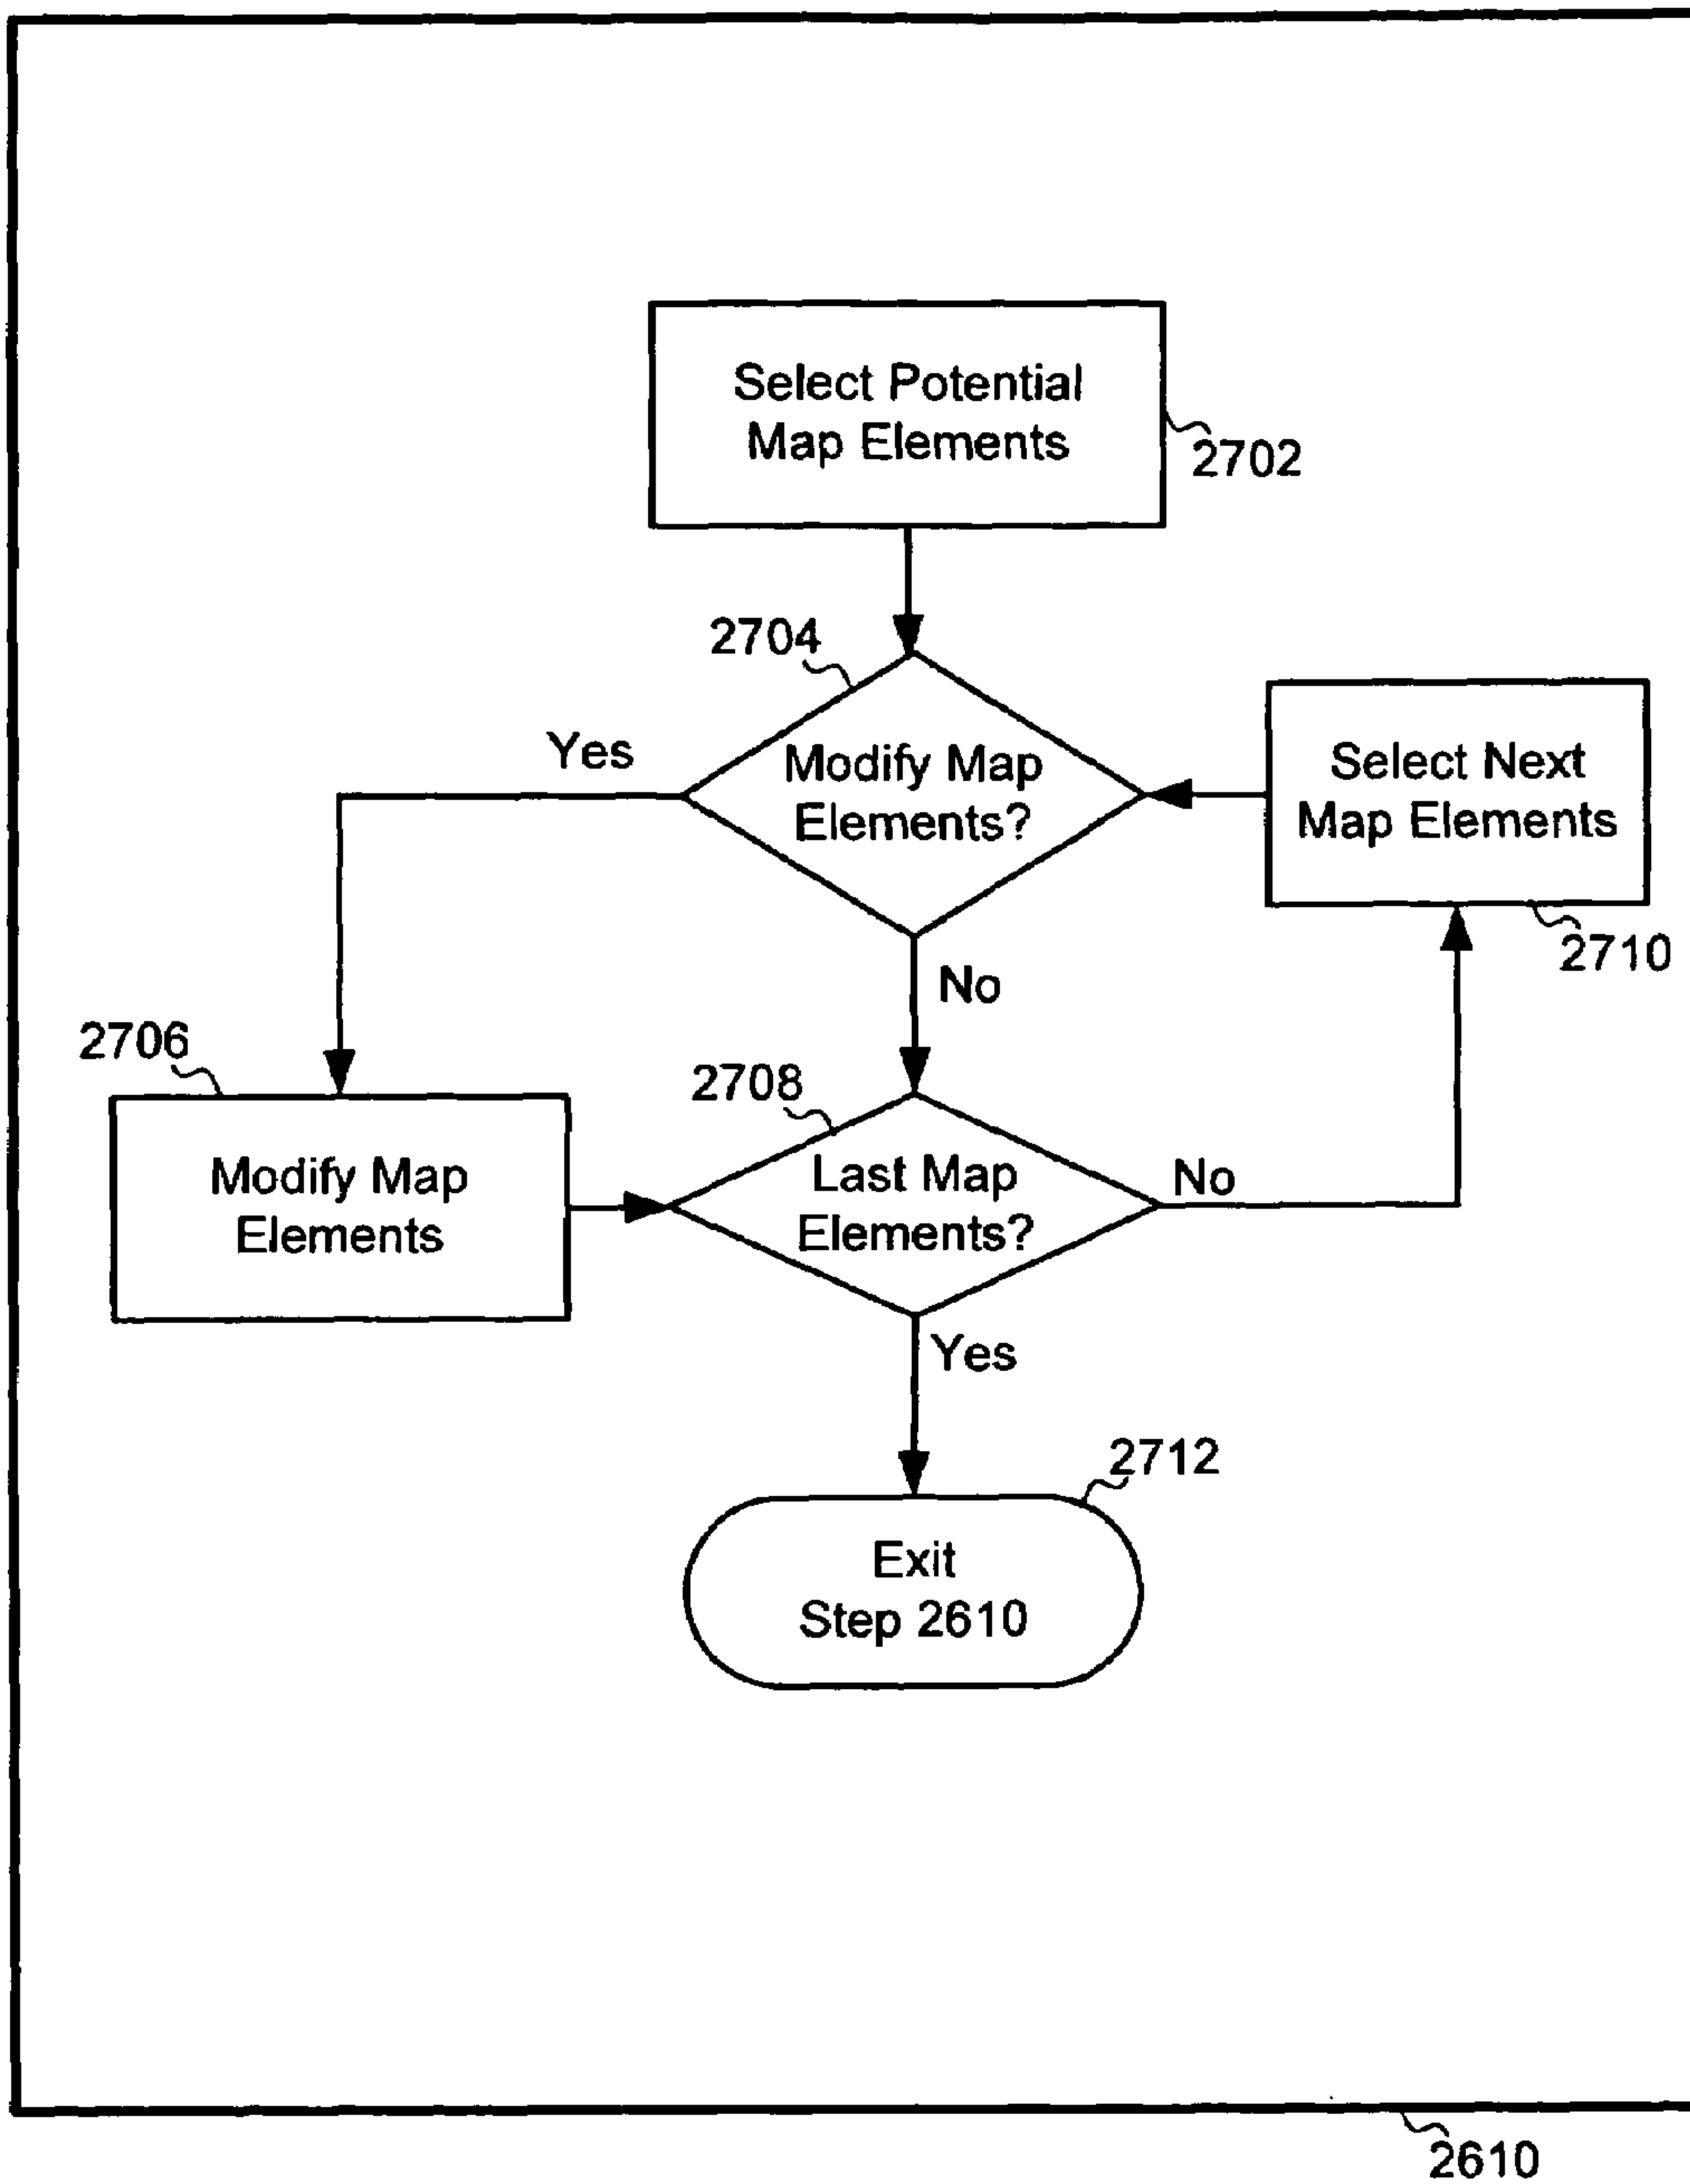 Select Potential
Map Elements
2702
2704
Yes
Modify Map
Elements?
Select Next
Map Elements
2710
No
2706
2708
Modify Map
Elements
Last Map
Elements?
No
Yes
2712
Exit
Step 2610
2610